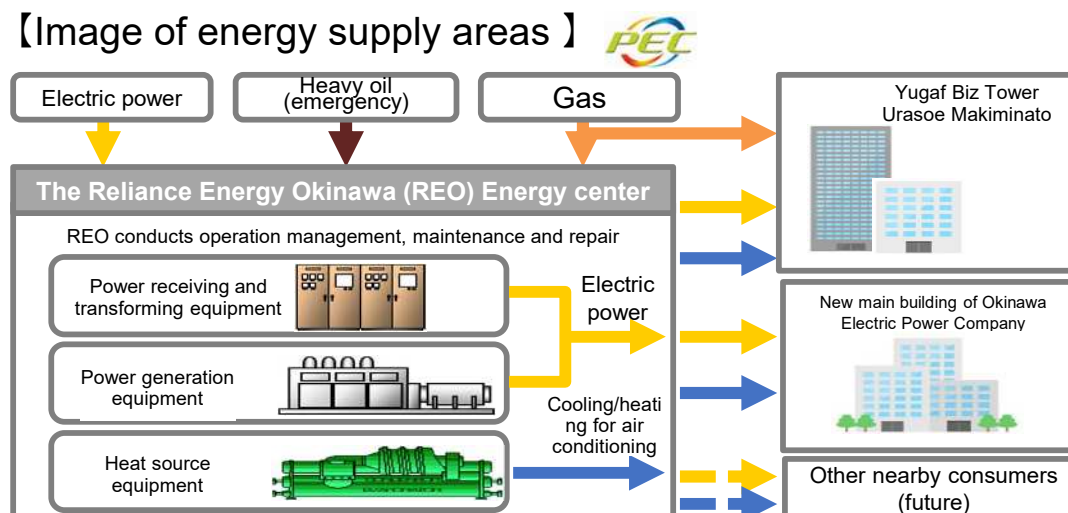 【Image of energy supply areas 】
PEC
Electric power
Heavy oil
(emergency)
Gas
The Reliance Energy Okinawa (REO) Energy center
REO conducts operation management, maintenance and repair
Power receiving and
transforming equipment
Electric
power
Power generation
equipment
Cooling/heati
ng for air
conditioning
Heat source
equipment
EVAPORATOR
Yugaf Biz Tower
Urasoe Makiminato
New main building of Okinawa
Electric Power Company
Other nearby consumers
(future)